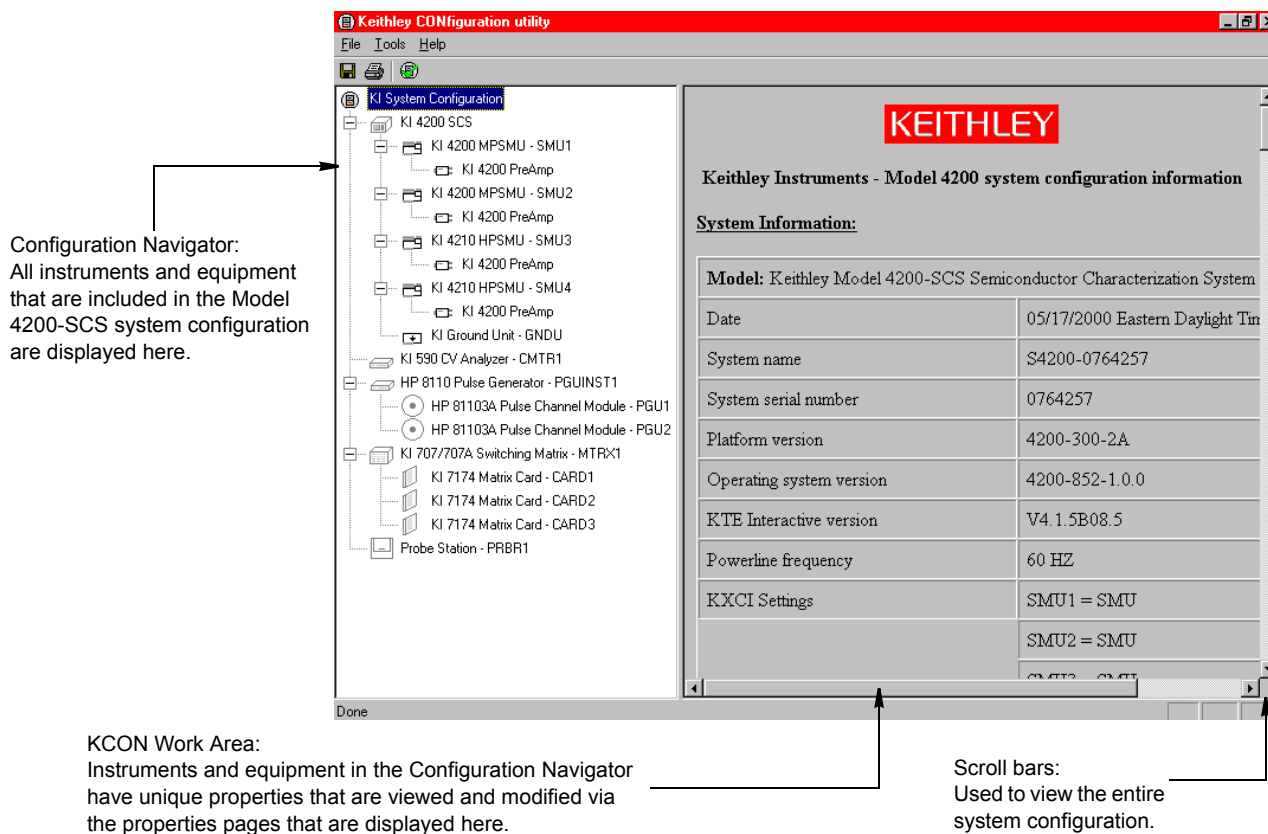 Keithley CONfiguration utility
File Tools Help
KI System Configuration
KI 4200 SCS
KI 4200 MPSMU - SMU1
KI 4200 PreAmp
KI 4200 MPSMU - SMU2
KI 4200 PreAmp
KI 4210 HPSMU - SMU3
KI 4200 PreAmp
KI 4210 HPSMU - SMU4
KI 4200 PreAmp
KI Ground Unit - GNDU
KI 590 CV Analyzer - CMTR1
HP 8110 Pulse Generator - PGUINST1
HP 81103A Pulse Channel Module - PGU1
HP 81103A Pulse Channel Module - PGU2
KI 707/707A Switching Matrix - MTRX1
KI 7174 Matrix Card - CARD1
KI 7174 Matrix Card - CARD2
KI 7174 Matrix Card - CARD3
Probe Station - PRBR1
KEITHLEY
Keithley Instruments - Model 4200 system configuration information
System Information:
Model: Keithley Model 4200-SCS Semiconductor Characterization System
Date 05/17/2000 Eastern Daylight
System name S4200-0764257
System serial number 0764257
Platform version 4200-300-2A
Operating system version 4200-852-1.0.0
KTE Interactive version V4.1.5B08.5
Powerline frequency 60 HZ
KXCI Settings SMU1 = SMU
SMU2 = SMU
Done
Configuration Navigator:
All instruments and equipment
that are included in the Model
4200-SCS system configuration
are displayed here.
KCON Work Area:
Instruments and equipment in the Configuration Navigator
have unique properties that are viewed and modified via
the properties pages that are displayed here.
Scroll bars:
Used to view the entire
system configuration.